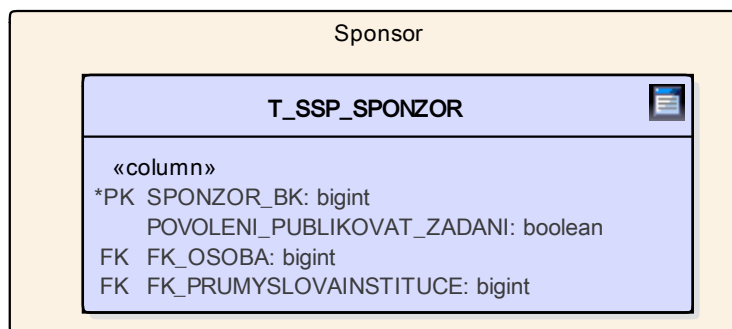 Sponsor
T_SSP_SPONZOR
«column»
*PK SPONZOR_BK: bigint
POVOLENI_PUBLIKOVAT_ZADANI: boolean
FK FK_OSOBA: bigint
FK FK_PRUMYSLOVAINSTITUCE: bigint